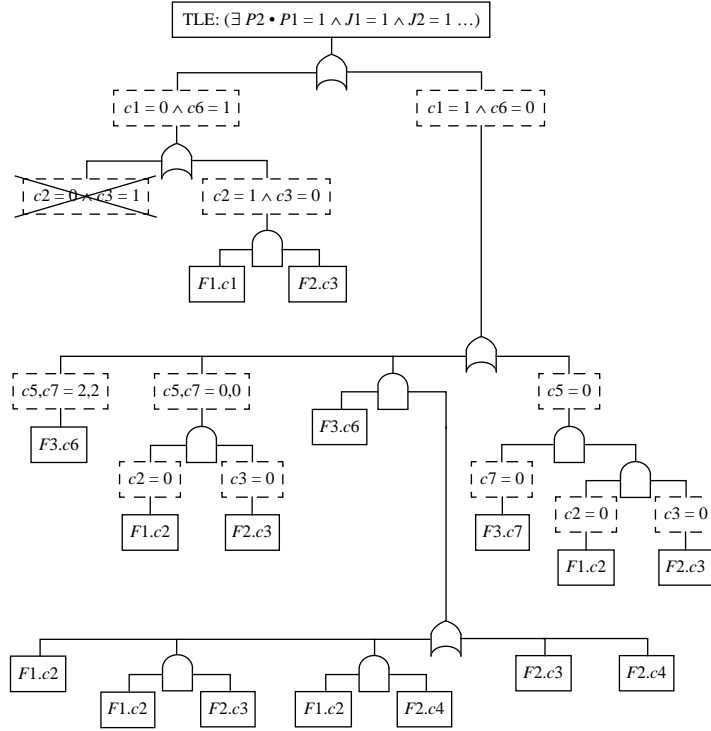 TLE: (∃ P2 • P1 = 1 ∧ J1 = 1 ∧ J2 = 1 ...)
c1 = 0 ∧ c6 = 1
c1 = 1 ∧ c6 = 0
c2 = 0 ∧ c3 = 1
c2 = 1 ∧ c3 = 0
F1.c1
F2.c3
c5,c7 = 2,2
c5,c7 = 0,0
c5 = 0
F3.c6
F3.c6
c2 = 0
c3 = 0
c7 = 0
c2 = 0
c3 = 0
F1.c2
F2.c3
F3.c7
F1.c2
F2.c3
F1.c2
F2.c3
F2.c4
F1.c2
F2.c3
F1.c2
F2.c4